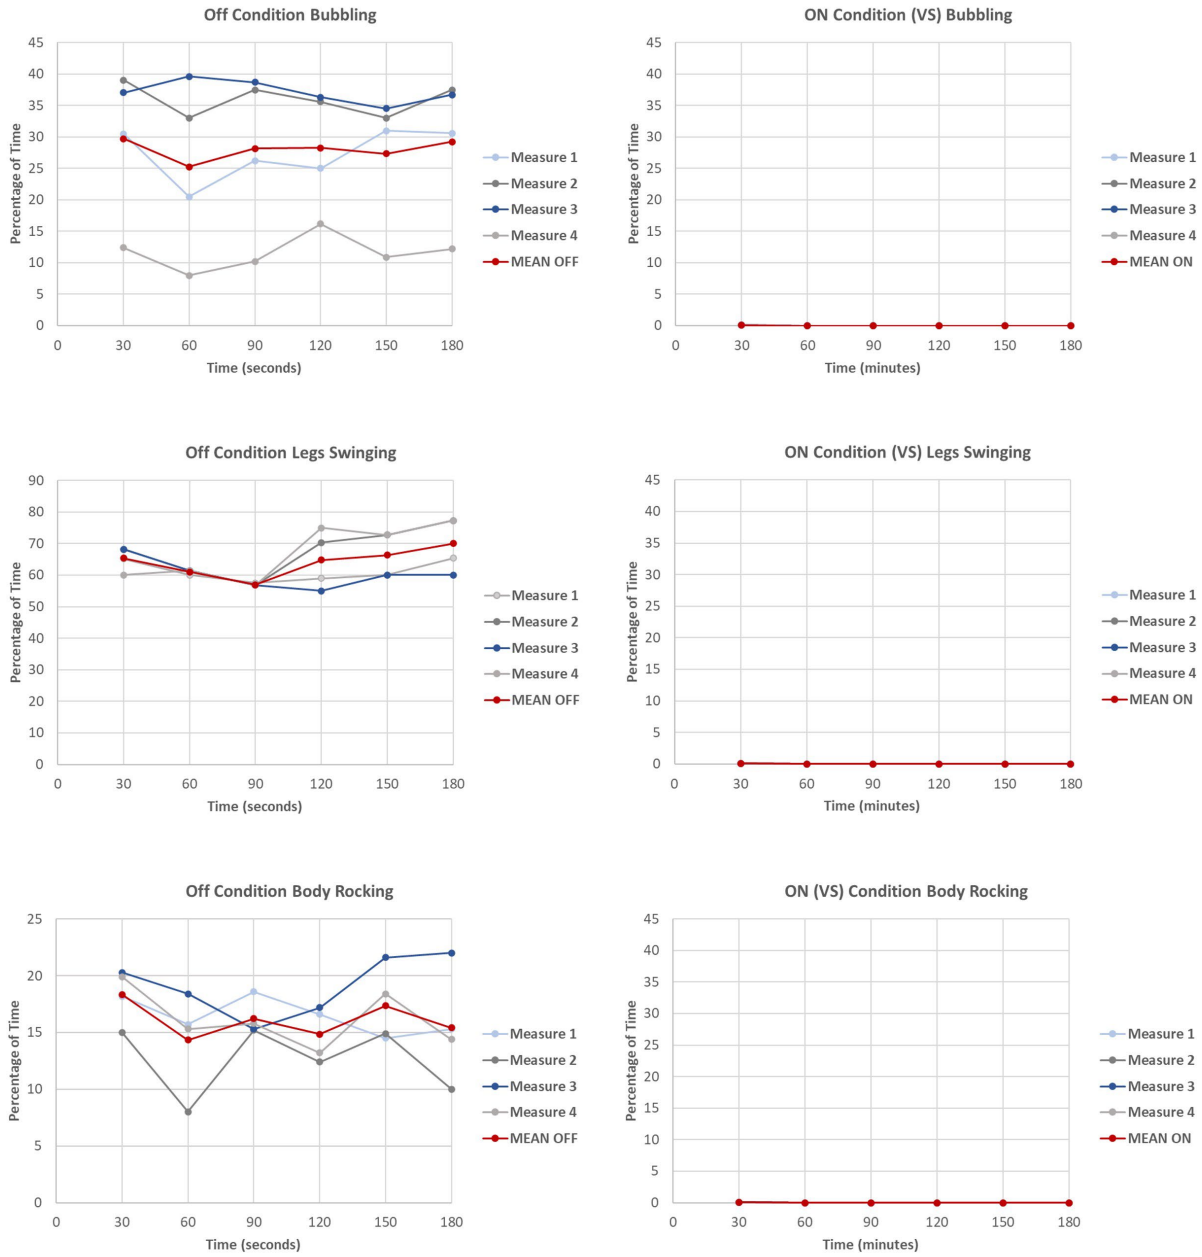 Off Condition Bubbling
45
40
35
30
25
20
15
10
5
0
Percentage of Time
0 30 60 90 120 150 180
Time (seconds)
Measure 1
Measure 2
Measure 3
Measure 4
MEAN OFF
ON Condition (VS) Bubbling
45
40
35
30
25
20
15
10
5
0
Percentage of Time
0 30 60 90 120 150 180
Time (minutes)
Measure 1
Measure 2
Measure 3
Measure 4
MEAN ON
Off Condition Legs Swinging
90
80
70
60
50
40
30
20
10
0
Percentage of Time
0 30 60 90 120 150 180
Time (seconds)
Measure 1
Measure 2
Measure 3
Measure 4
MEAN OFF
ON Condition (VS) Legs Swinging
45
40
35
30
25
20
15
10
5
0
Percentage of Time
0 30 60 90 120 150 180
Time (minutes)
Measure 1
Measure 2
Measure 3
Measure 4
MEAN ON
Off Condition Body Rocking
25
20
15
10
5
0
Percentage of Time
0 30 60 90 120 150 180
Time (seconds)
Measure 1
Measure 2
Measure 3
Measure 4
MEAN OFF
ON (VS) Condition Body Rocking
45
40
35
30
25
20
15
10
5
0
Percentage of Time
0 30 60 90 120 150 180
Time (minutes)
Measure 1
Measure 2
Measure 3
Measure 4
MEAN ON